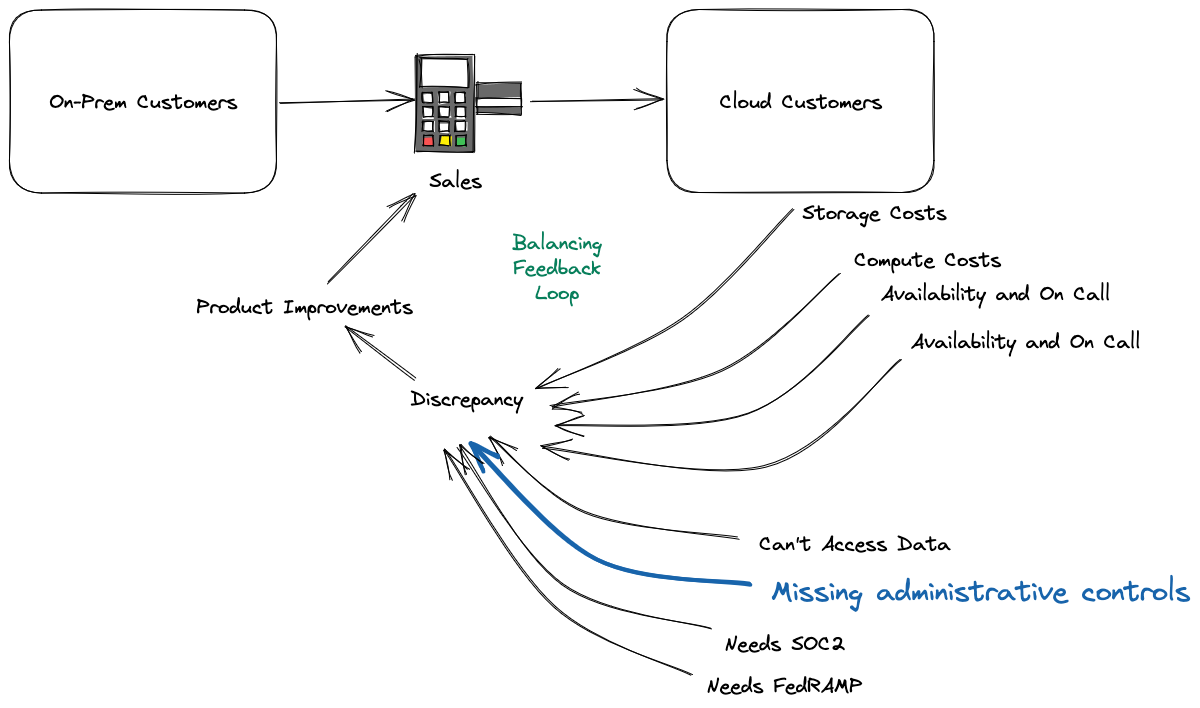 On-Prem Customers
Cloud Customers
Sales
Storage Costs
Balancing
Feedback
Loop
Compute Costs
Availability and On Call
Product Improvements
Availability and On Call
Discrepancy
Can't Access Data
Missing administrative controls
Needs SOC2
Needs FedRAMP